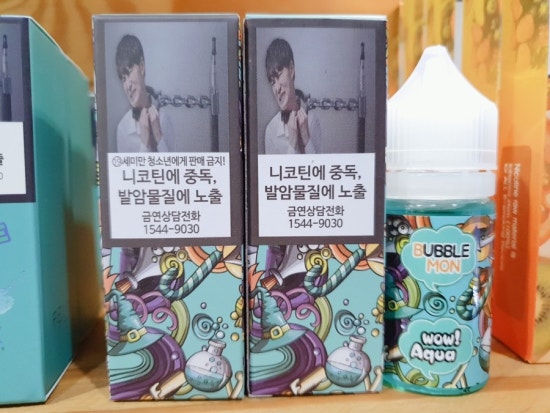 ⑲세미만 청소년에게 판매 금지!
니코틴에 중독,
발암물질에 노출
금연상담전화
1544-9030
니코틴에 중독,
발암물질에 노출
금연상담전화
1544-9030
BUBBLE
MON
wow!
Aqua